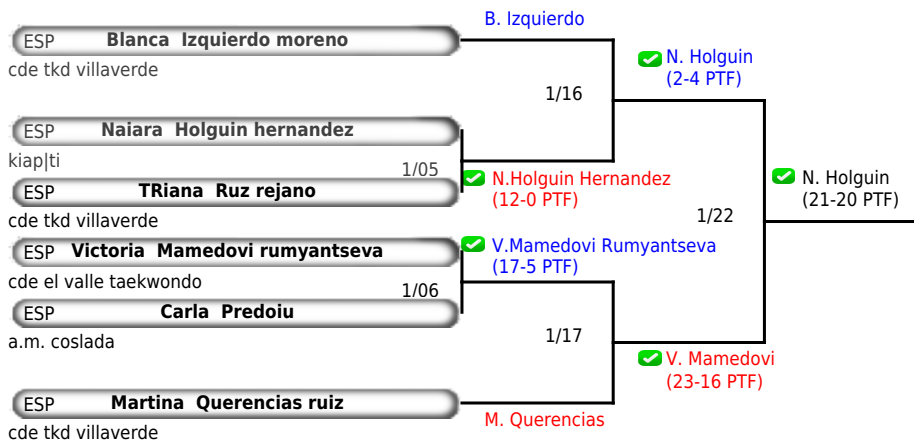 B. Izquierdo
ESP Blanca Izquierdo moreno
cde tkd villaverde
N. Holguin
(2-4 PTF)
1/16
ESP Naiara Holguin hernandez
kiap|ti
1/05
N.Holguin Hernandez
(12-0 PTF)
ESP TRiana Ruz rejano
cde tkd villaverde
N. Holguin
(21-20 PTF)
1/22
ESP Victoria Mamedovi rumyantseva
V.Mamedovi Rumyantseva
(17-5 PTF)
cde el valle taekwondo
1/06
ESP Carla Predoiu
a.m. coslada
1/17
V. Mamedovi
(23-16 PTF)
ESP Martina Querencias ruiz
M. Querencias
cde tkd villaverde